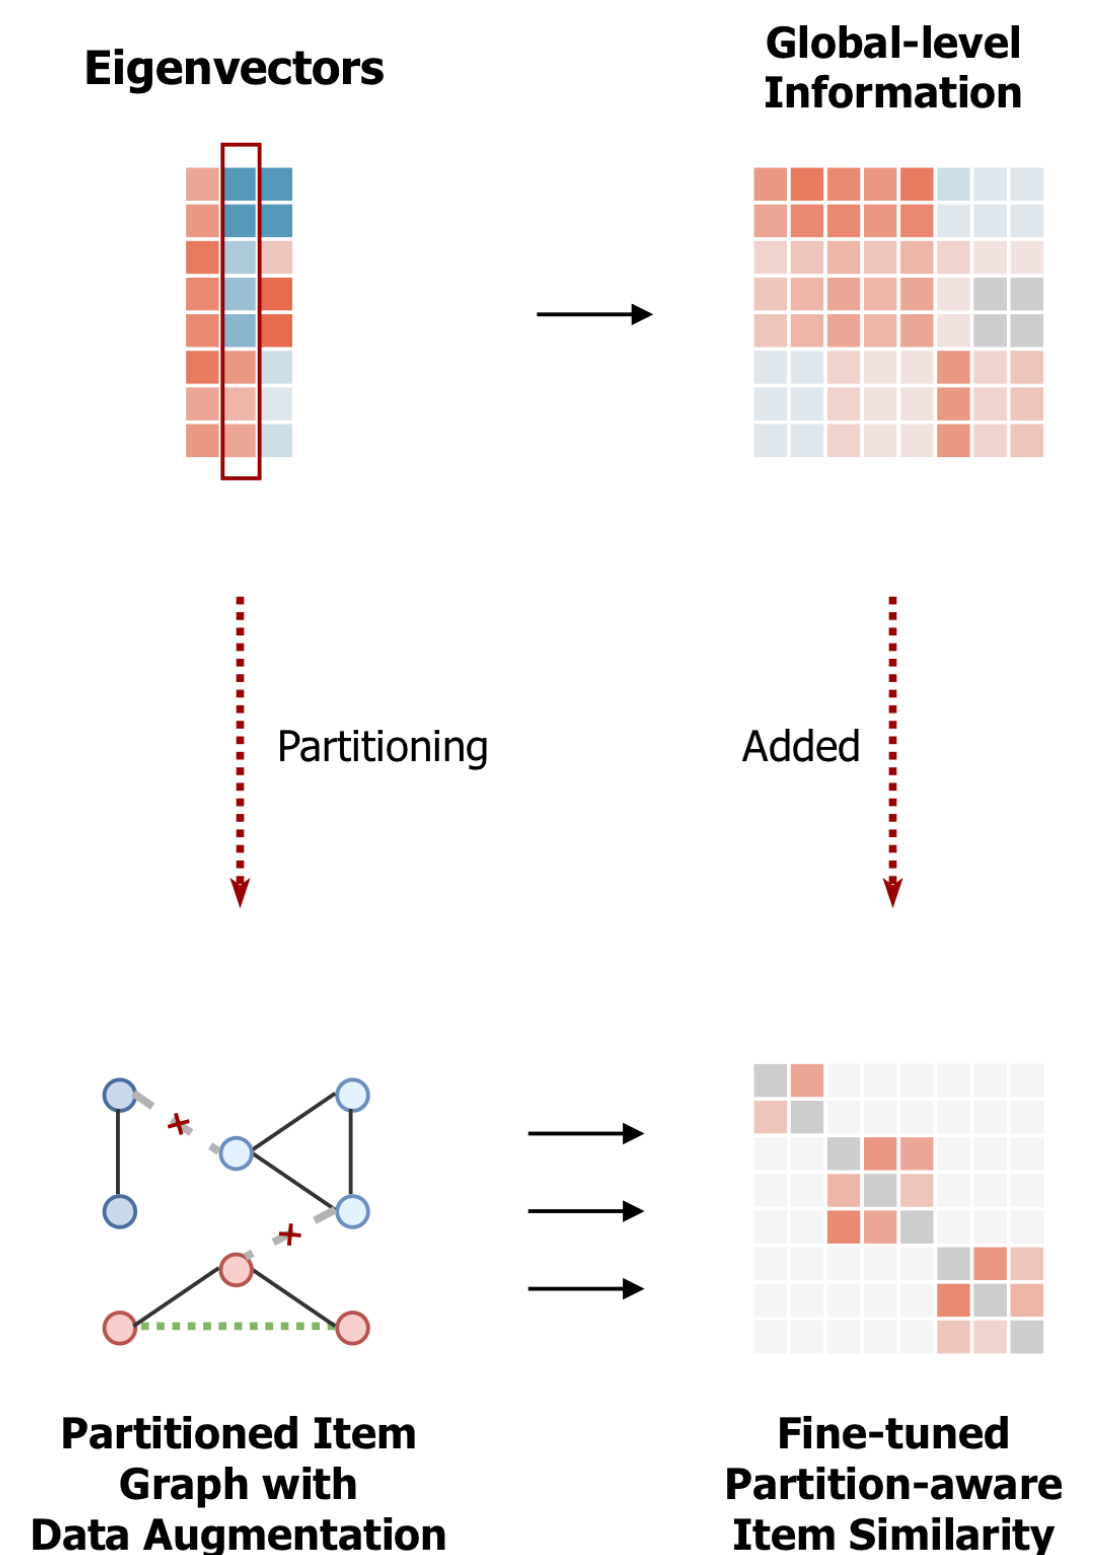 Eigenvectors
Global-level
Information
Partitioning
Added
Partitioned Item
Graph with
Data Augmentation
Fine-tuned
Partition-aware
Item Similarity